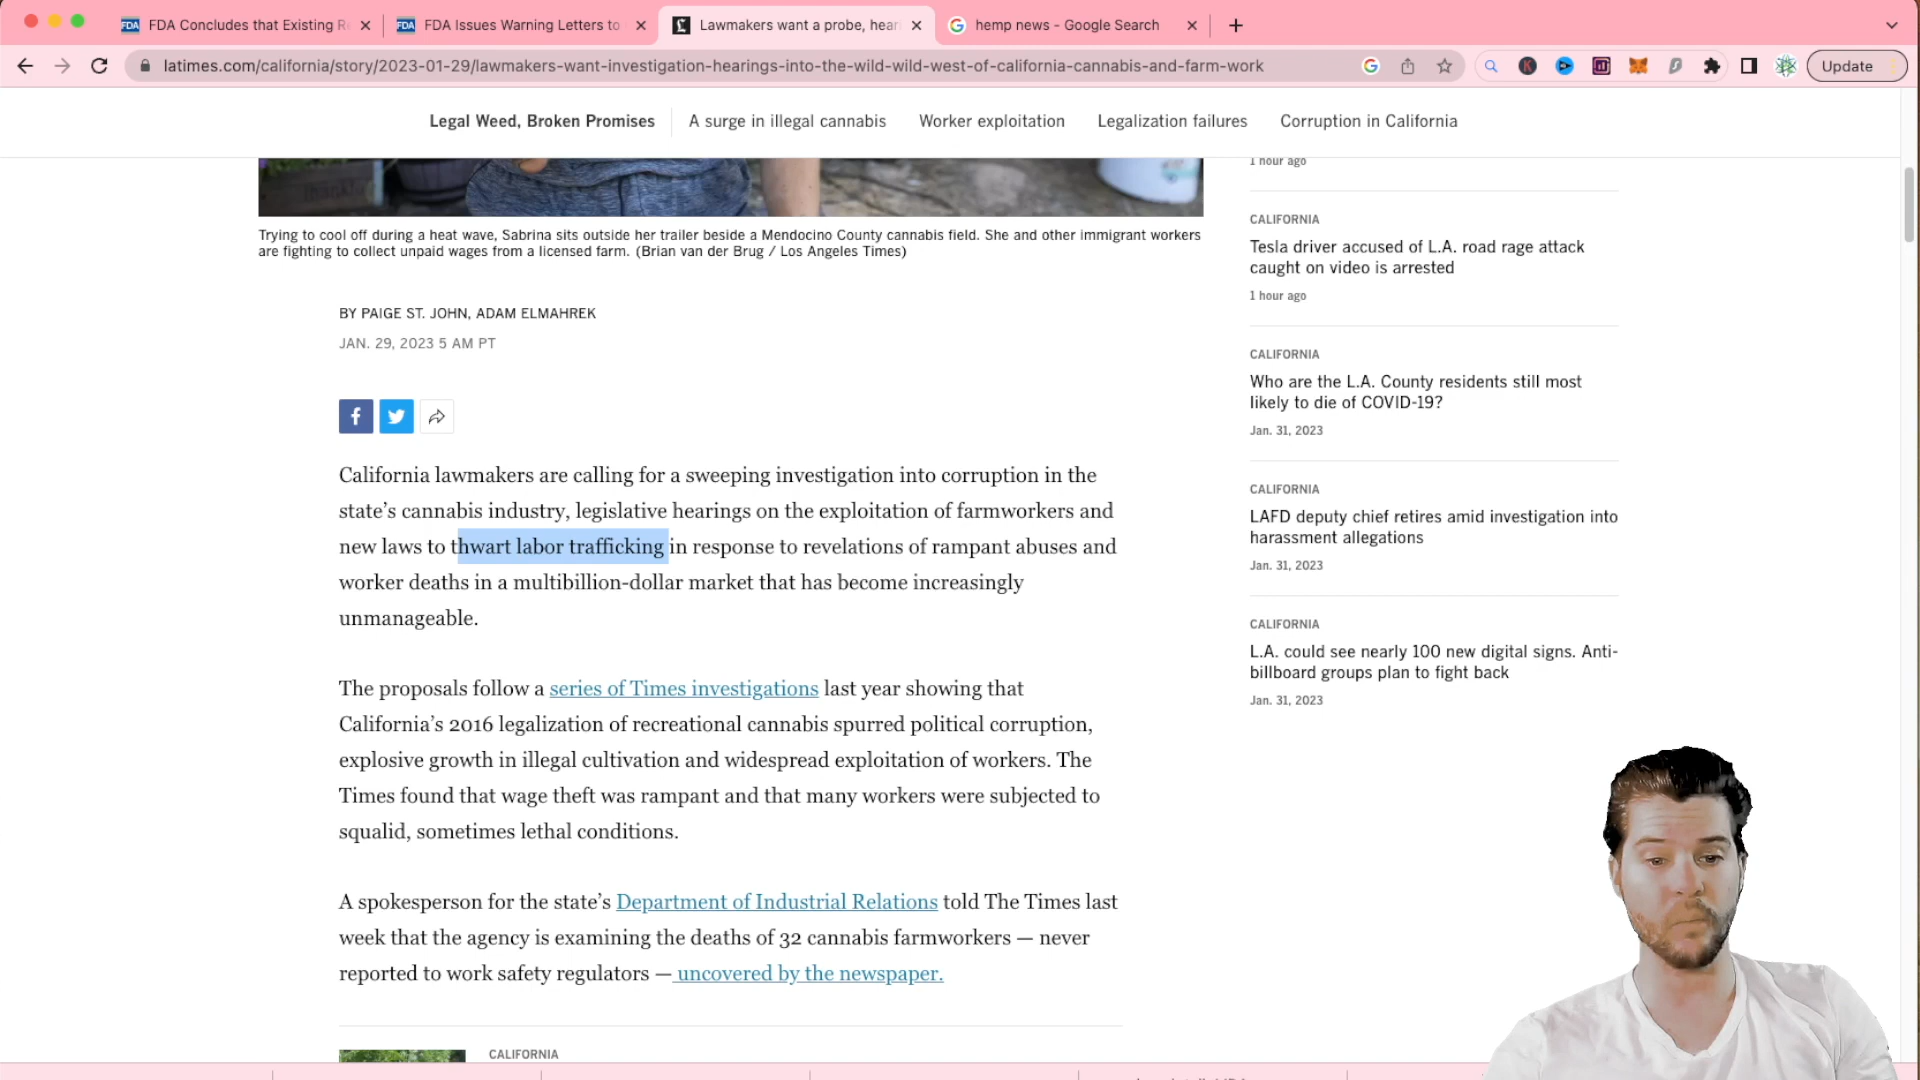 FDA Concludes that Existing Re
FDA Issues Warning Letters to
Lawmakers want a probe, hear
hemp news - Google Search
latimes.com/california/story/2023-01-29/lawmakers-want-investigation-hearings-into-the-wild-wild-west-of-california-cannabis-and-farm-work
Update
Legal Weed, Broken Promises
A surge in illegal cannabis
Worker exploitation
Legalization failures
Corruption in California
1 hour ago
Trying to cool off during a heat wave, Sabrina sits outside her trailer beside a Mendocino County cannabis field. She and other immigrant workers
are fighting to collect unpaid wages from a licensed farm. (Brian van der Brug / Los Angeles Times)
BY PAIGE ST. JOHN, ADAM ELMAHREK
JAN. 29, 2023 5 AM PT
California lawmakers are calling for a sweeping investigation into corruption in the
state’s cannabis industry, legislative hearings on the exploitation of farmworkers and
new laws to thwart labor trafficking in response to revelations of rampant abuses and
worker deaths in a multibillion-dollar market that has become increasingly
unmanageable.
The proposals follow a series of Times investigations last year showing that
California’s 2016 legalization of recreational cannabis spurred political corruption,
explosive growth in illegal cultivation and widespread exploitation of workers. The
Times found that wage theft was rampant and that many workers were subjected to
squalid, sometimes lethal conditions.
A spokesperson for the state’s Department of Industrial Relations told The Times last
week that the agency is examining the deaths of 32 cannabis farmworkers — never
reported to work safety regulators — uncovered by the newspaper.
CALIFORNIA
CALIFORNIA
Tesla driver accused of L.A. road rage attack
caught on video is arrested
1 hour ago
CALIFORNIA
Who are the L.A. County residents still most
likely to die of COVID-19?
Jan. 31, 2023
CALIFORNIA
LAFD deputy chief retires amid investigation into
harassment allegations
Jan. 31, 2023
CALIFORNIA
L.A. could see nearly 100 new digital signs. Anti-
billboard groups plan to fight back
Jan. 31, 2023